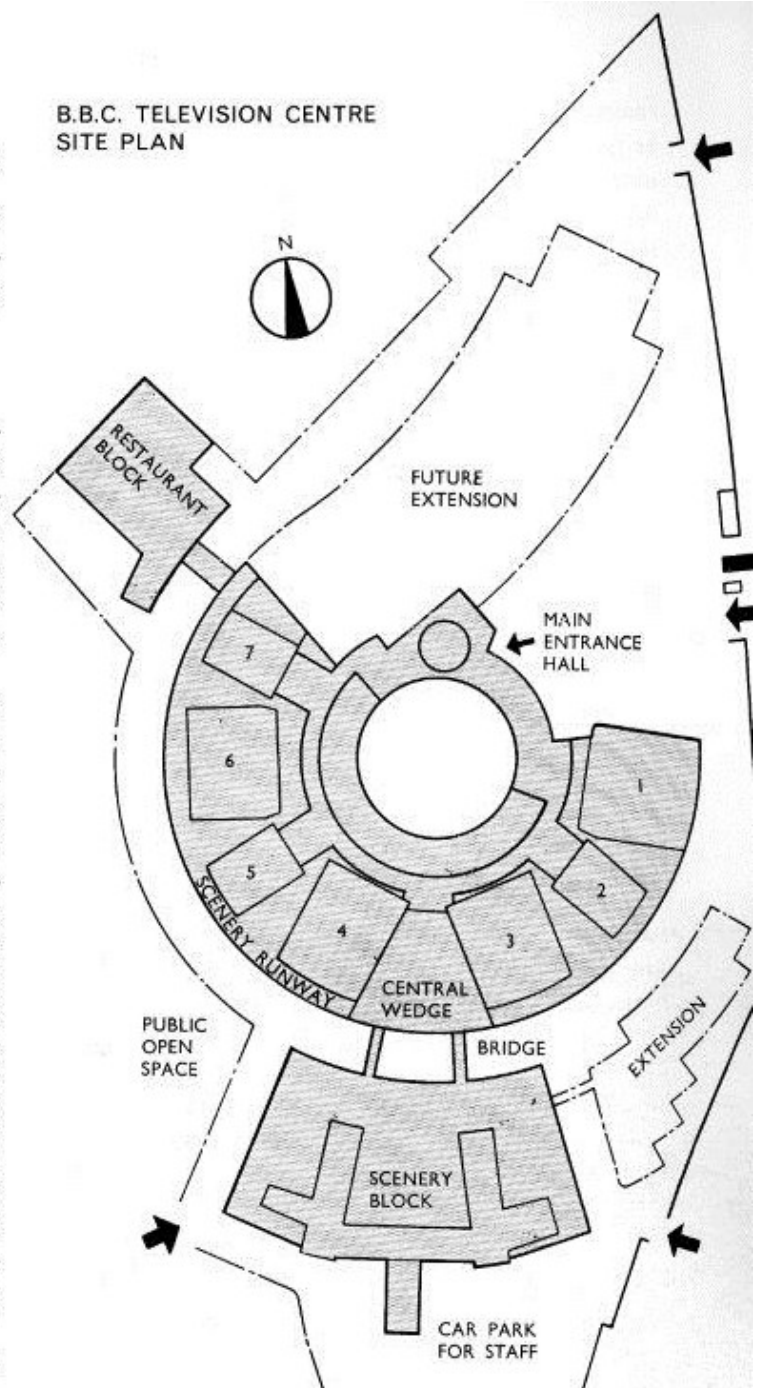 B.B.C. TELEVISION CENTRE
SITE PLAN
N
RESTAURANT
BLOCK
FUTURE
EXTENSION
MAIN
ENTRANCE
HALL
7
6
1
5
2
4
3
SCENERY RUNWAY
CENTRAL
WEDGE
PUBLIC
OPEN
SPACE
BRIDGE
EXTENSION
SCENERY
BLOCK
CAR PARK
FOR STAFF